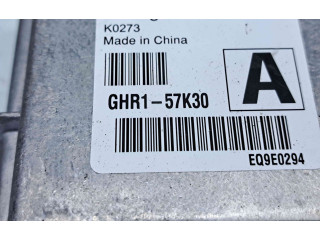 K0273
Made in China
GHR1-57K30
A
EQ9E0294